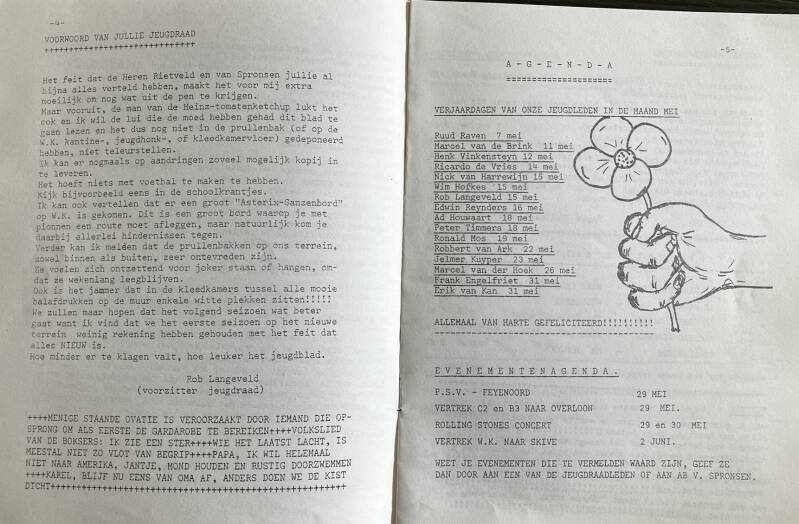 -4-
VOORWOORD VAN JULLIE JEUGDRAAD
++++++++++++++++++++++++++++++
Het feit dat de Heren Rietveld en van Spronsen jullie al
bijna alles verteld hebben, maakt het voor mij extra
moeilijk om nog wat uit de pen te krijgen.
Maar vooruit, de man van de Heinz-tomatenketchup lukt het
ook en ik wil de lui die de moed hebben gehad dit blad te
gaan lezen en het dus nog niet in de prullenbak (of op de
W.K. kantine-, jeugdhonk-, of kleedkamervloer) gedeponeerd
hebben, niet teleurstellen.
Ik kan er nogmaals op aandringen zoveel mogelijk kopij in
te leveren.
Het hoeft niets met voetbal te maken te hebben.
Kijk bijvoorbeeld eens in de schoolkrantjes.
Ik kan ook vertellen dat er een groot "Asterix-Ganzenbord"
op W.K. is gekomen. Dit is een groot bord waarop je met
pionnen een route moet afleggen, maar natuurlijk kom je
daarbij allerlei hindernissen tegen.
Verder kan ik melden dat de prullenbakken op ons terrein,
zowel binnen als buiten, zeer ontevreden zijn.
Ze voelen zich ontzettend voor joker staan of hangen, om-
dat ze wekenlang leegblijven.
Ook is het jammer dat in de kleedkamers tussel alle mooie
balafdrukken op de muur enkele witte plekken zitten!!!!!
We zullen maar hopen dat het volgend seizoen wat beter
gaat want ik vind dat we het eerste seizoen op het nieuwe
terrein weinig rekening hebben gehouden met het feit dat
alles NIEUW is.
Hoe minder er te klagen valt, hoe leuker het jeugdblad.
Rob Langeveld
(voorzitter jeugdraad)
++++MENIGE STAANDE OVATIE IS VEROORZAAKT DOOR IEMAND DIE OP-
SPRONG OM ALS EERSTE DE GARDAROBE TE BEREIKEN++++VOLKSLIED
VAN DE BOKSERS: IK ZIE EEN STER++++WIE HET LAATST LACHT, IS
MEESTAL NIET ZO VLOT VAN BEGRIP++++PAPA, IK WIL HELEMAAL
NIET NAAR AMERIKA, JANTJE, MOND HOUDEN EN RUSTIG DOORZWEMMEN
++++KAREL, BLIJF NU EENS VAN OMA AF, ANDERS DOEN WE DE KIST
DICHT++++++++++++++++++++++++++++++++++++++++++++++++
-5-
A - G - E - N - D - A
=====================
VERJAARDAGEN VAN ONZE JEUGDLEDEN IN DE MAAND MEI
Ruud Raven 7 mei
Marcel van de Brink 11 mei
Henk Vinkensteyn 12 mei
Ricardo de Vries 14 mei
Nick van Harrewijn 15 mei
Wim Hofkes 15 mei
Rob Langeveld 15 mei
Edwin Reynders 16 mei
Ad Houwaart 18 mei
Peter Timmers 18 mei
Ronald Mos 19 mei
Robbert van Ark 22 mei
Jelmer Kuyper 23 mei
Marcel van der Hoek 26 mei
Frank Engelfriet 31 mei
Erik van Kan 31 mei
ALLEMAAL VAN HARTE GEFELICITEERD!!!!!!!!!!
EVENEMENTENAGENDA.
P.S.V. - FEYENOORD 29 MEI
VERTREK C2 en B3 NAAR OVERLOON 29 MEI.
ROLLING STONES CONCERT 29 en 30 MEI
VERTREK W.K. NAAR SKIVE 2 JUNI.
WEET JE EVENEMENTEN DIE TE VERMELDEN WAARD ZIJN, GEEF ZE
DAN DOOR AAN EEN VAN DE JEUGDRAADLEDEN OF AAN AB V. SPRONSEN.